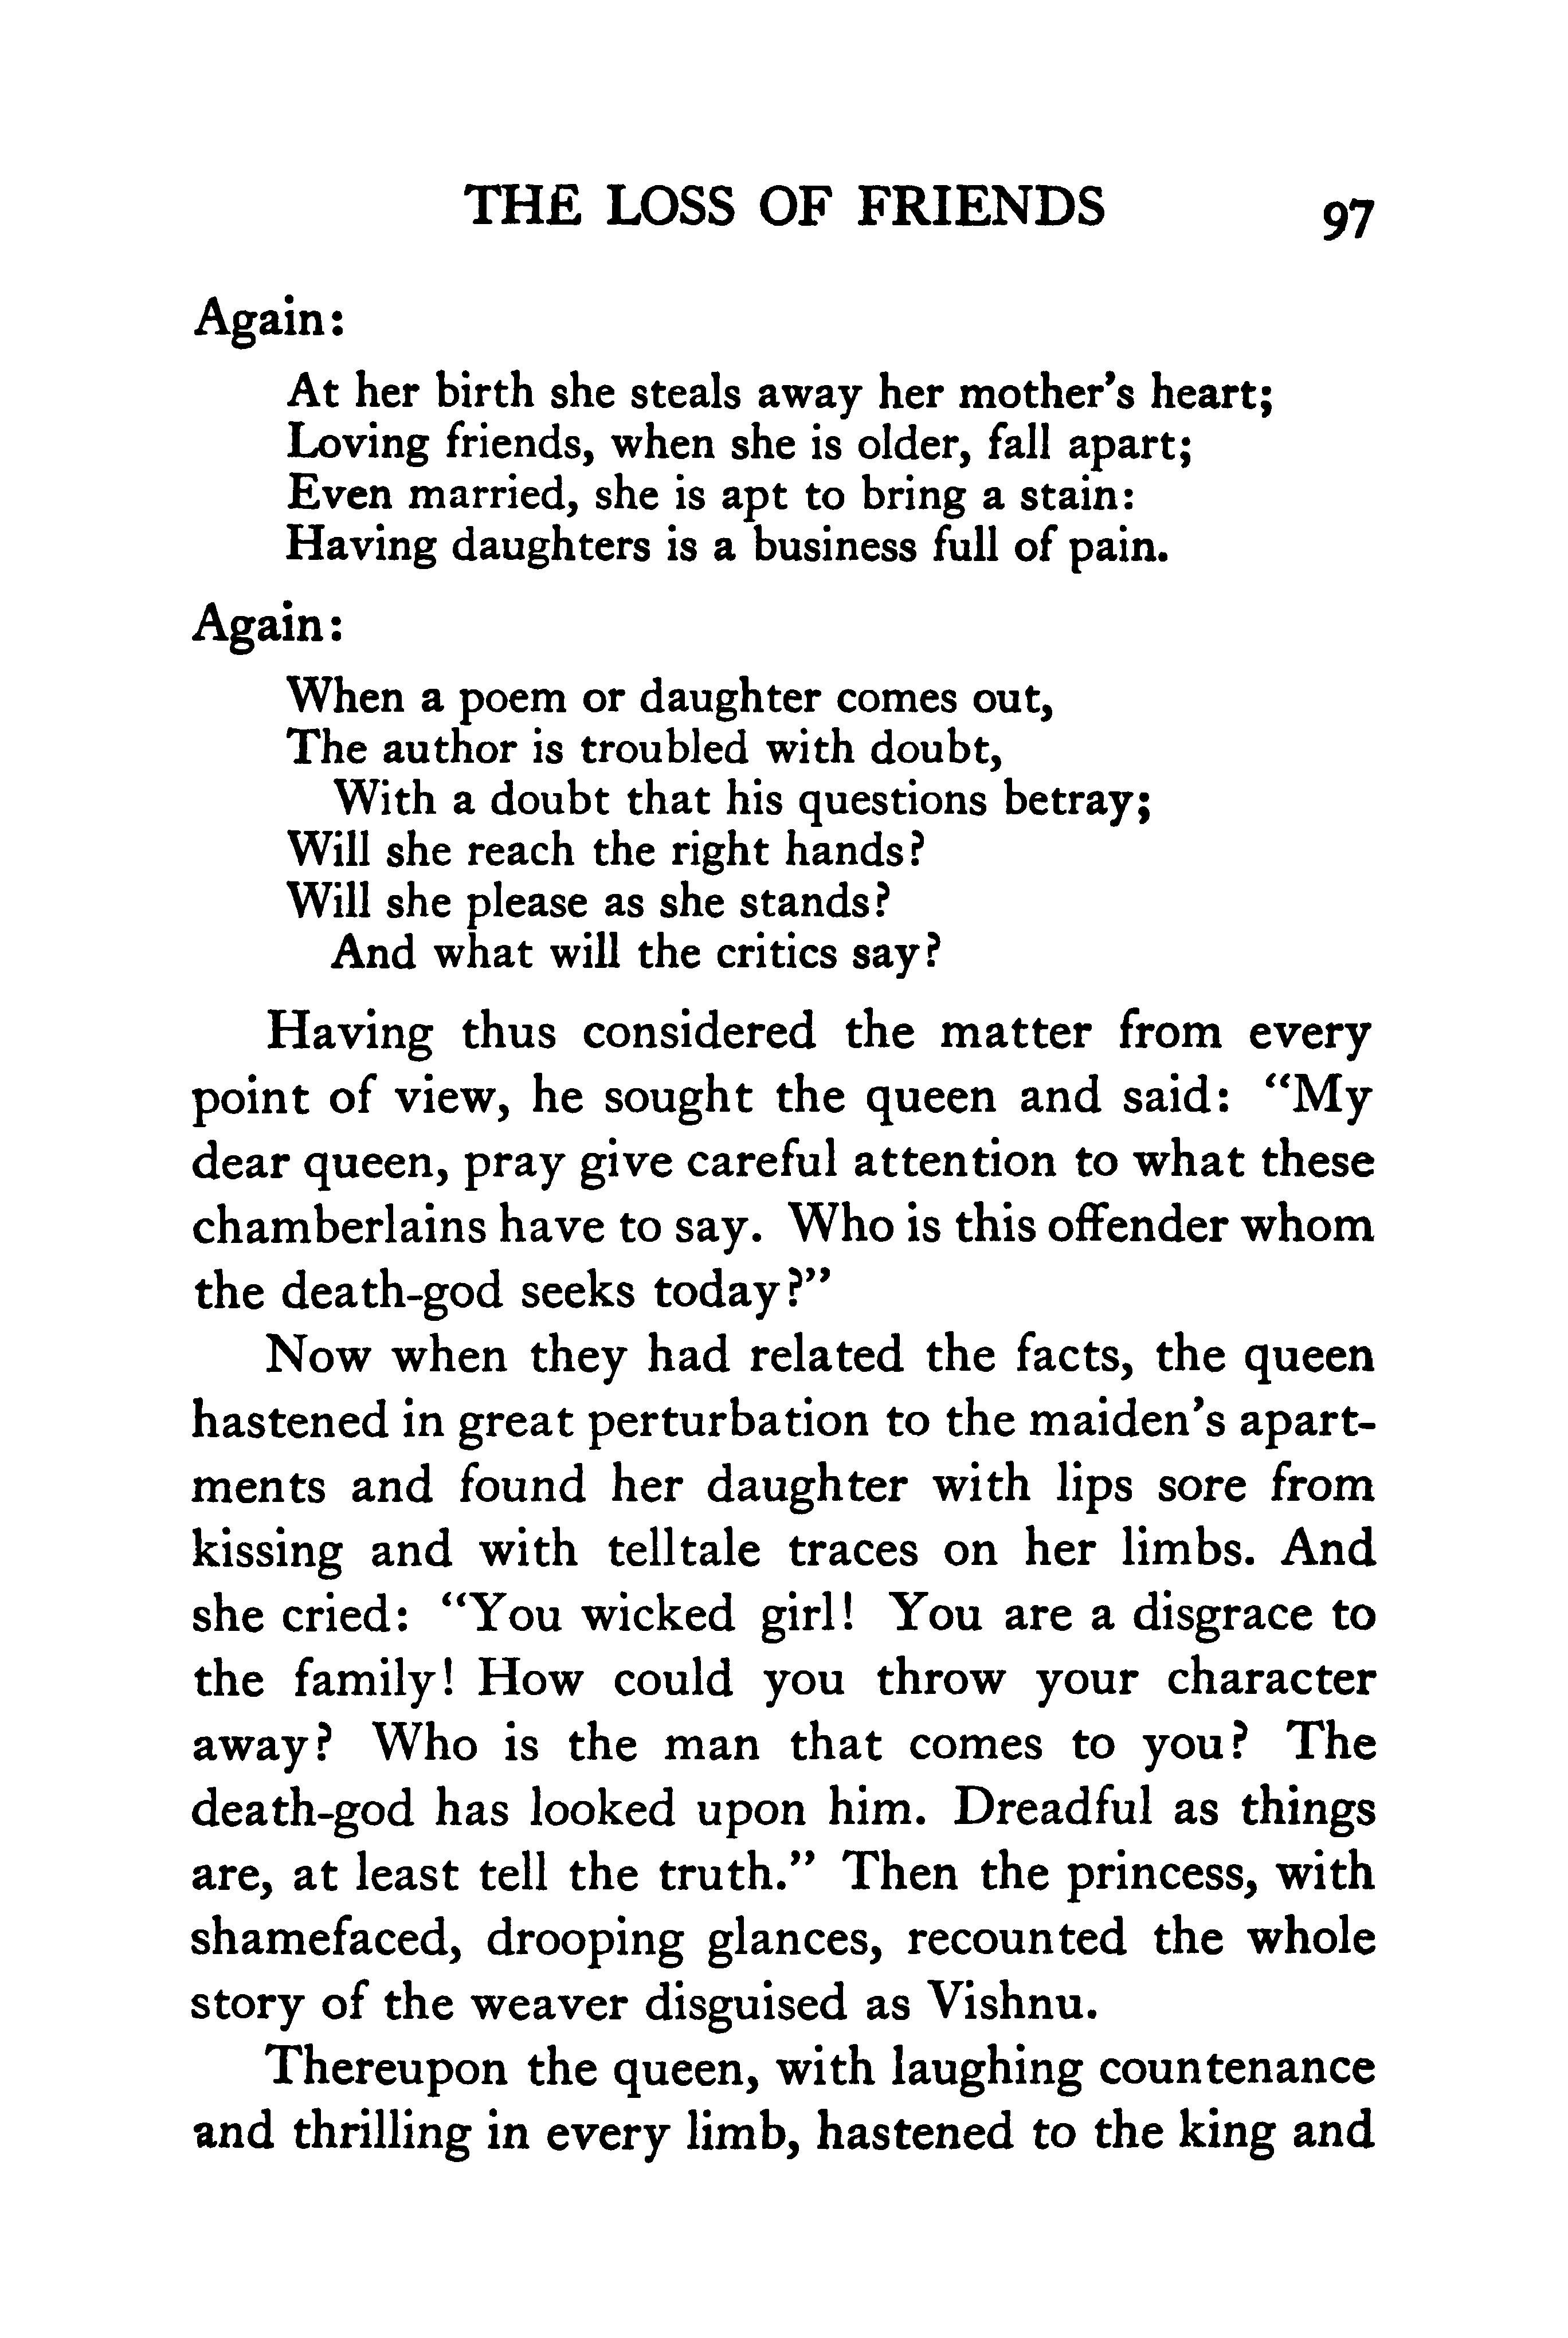 THE LOSS OF FRIENDS 97
Again:
At her birth she steals away her mother's heart;
Loving friends, when she is older, fall apart;
Even married, she is apt to bring a stain:
Having daughters is a business full of pain.
Again:
When a poem or daughter comes out,
The author is troubled with doubt,
With a doubt that his questions betray;
Will she reach the right hands?
Will she please as she stands?
And what will the critics say?
Having thus considered the matter from every
point of view, he sought the queen and said: “My
dear queen, pray give careful attention to what these
chamberlains have to say. Who is this offender whom
the death-god seeks today?”
Now when they had related the facts, the queen
hastened in great perturbation to the maiden's apart-
ments and found her daughter with lips sore from
kissing and with telltale traces on her limbs. And
she cried: “You wicked girl! You are a disgrace to
the family! How could you throw your character
away? Who is the man that comes to you? The
death-god has looked upon him. Dreadful as things
are, at least tell the truth.” Then the princess, with
shamefaced, drooping glances, recounted the whole
story of the weaver disguised as Vishnu.
Thereupon the queen, with laughing countenance
and thrilling in every limb, hastened to the king and